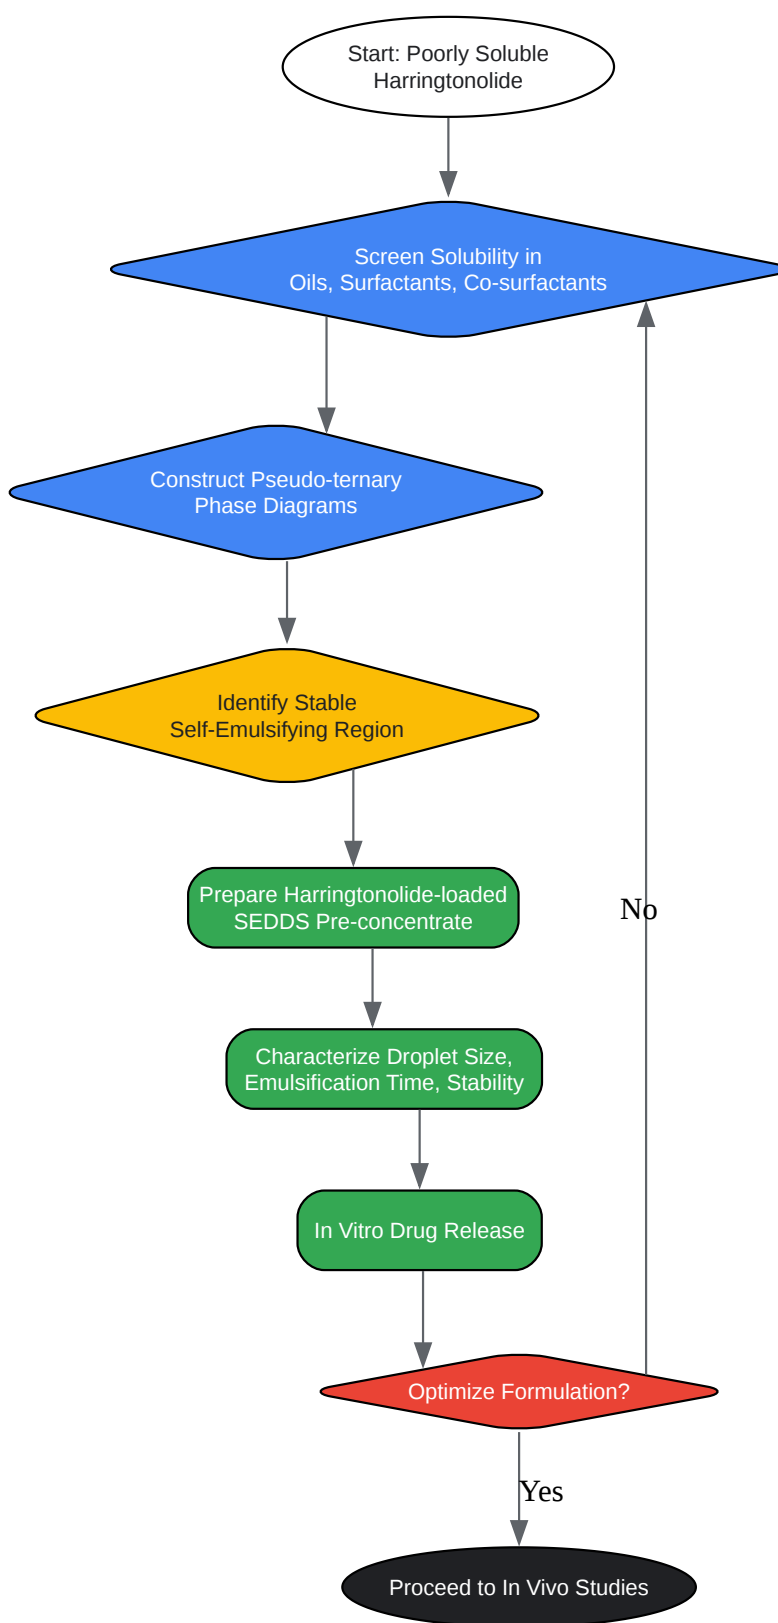 Start: Poorly Soluble
Harringtonolide
Screen Solubility in
Oils, Surfactants, Co-surfactants
Construct Pseudo-ternary
Phase Diagrams
Identify Stable
Self-Emulsifying Region
Prepare Harringtonolide-loaded
SEDDS Pre-concentrate
No
Characterize Droplet Size,
Emulsification Time, Stability
In Vitro Drug Release
Optimize Formulation?
Yes
Proceed to In Vivo Studies